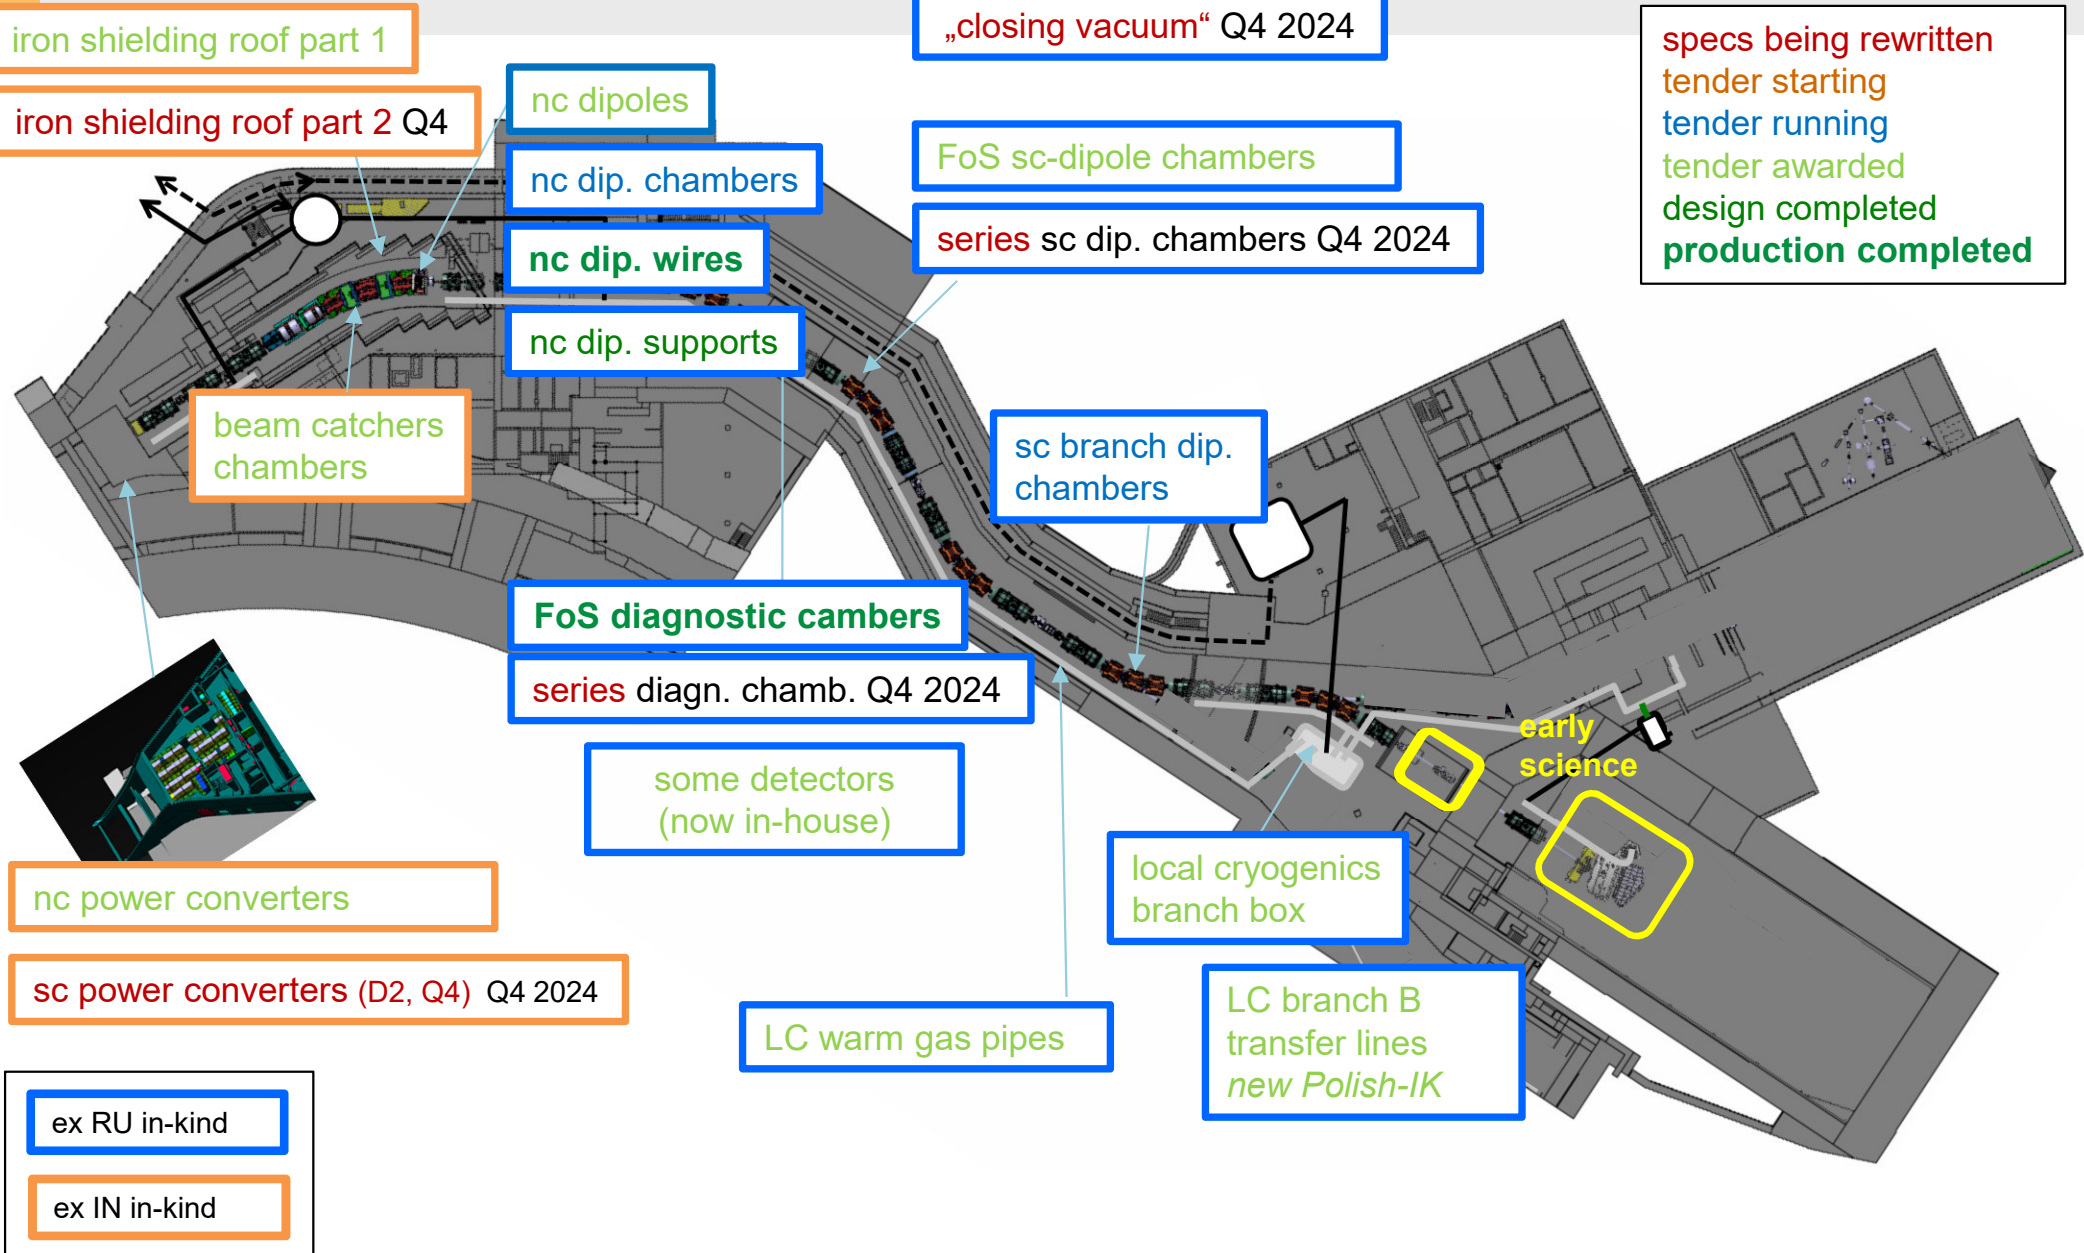 iron shielding roof part 1
„closing vacuum“ Q4 2024
specs being rewritten
tender starting
tender running
tender awarded
design completed
production completed
iron shielding roof part 2 Q4
nc dipoles
nc dip. chambers
nc dip. wires
nc dip. supports
FoS sc-dipole chambers
series sc dip. chambers Q4 2024
beam catchers
chambers
sc branch dip.
chambers
FoS diagnostic cambers
series diagn. chamb. Q4 2024
some detectors
(now in-house)
early
science
nc power converters
sc power converters (D2, Q4) Q4 2024
local cryogenics
branch box
LC warm gas pipes
LC branch B
transfer lines
new Polish-IK
ex RU in-kind
ex IN in-kind